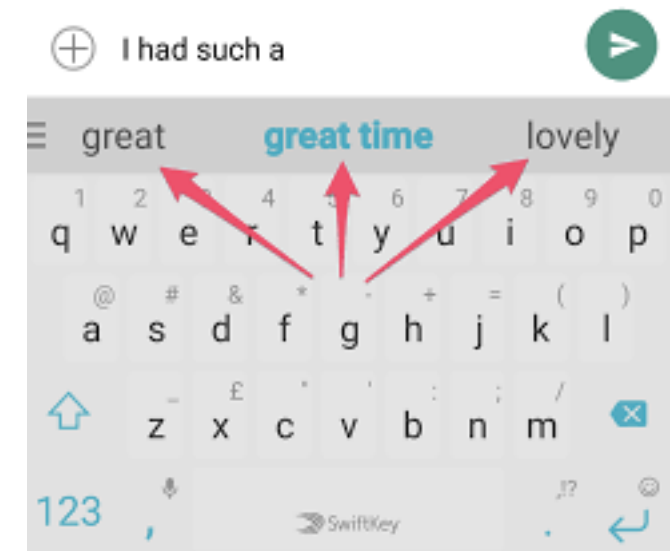 I had such a
great great time lovely
1 2 3 4 5 6 7 8 9 0
q w e r t y u i o p
@ # & * - + = ( )
a s d f g h j k l
_ £ " ' : ; /
z x c v b n m
123 , SwiftKey . ,!?